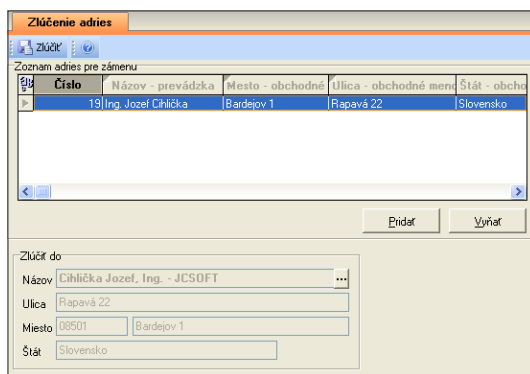 Zlúčenie adries
Zlúčiť
Zoznam adries pre zámenu
Číslo Názov - prevádzka Mesto - obchodné Ulica - obchodné meno Štát - obcho
19 Ing. Jozef Cihlička Bardejov 1 Rapavá 22 Slovensko
Pridať Vyňať
Zlúčiť do
Názov Cihlička Jozef, Ing. - JCSOFT ...
Ulica Rapavá 22
Miesto 08501 Bardejov 1
Štát Slovensko